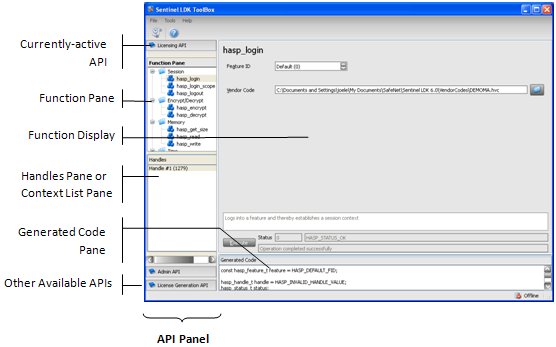 Sentinel LDK ToolBox
File Tools Help
Currently-active API
Licensing API
hasp_login
Function Pane
Session
hasp_login
hasp_login_scope
hasp_logout
Encrypt/Decrypt
hasp_encrypt
hasp_decrypt
Memory
hasp_get_size
hasp_read
hasp_write
Feature ID Default (0)
Vendor Code C:\Documents and Settings\joele\My Documents\SafeNet\Sentinel LDK 6.0\VendorCodes\DEMOMA.hvc
Function Pane
Function Display
Handles
Handle #1 (1279)
Handles Pane or
Context List Pane
Logs into a feature and thereby establishes a session context
Status 0 HASP_STATUS_OK
Operation completed successfully
Generated Code
Pane
Generated Code
const hasp_feature_t feature = HASP_DEFAULT_FID;
hasp_handle_t handle = HASP_INVALID_HANDLE_VALUE;
hasp_status_t status;
Admin API
License Generation API
Other Available APIs
Offline
API Panel